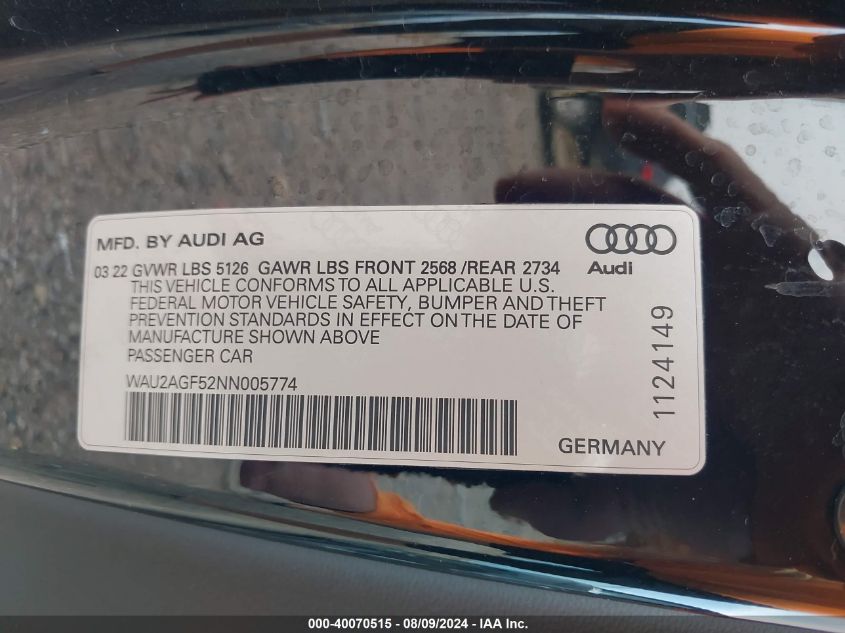 MFD. BY AUDI AG
Audi
03 22 GVWR LBS 5126 GAWR LBS FRONT 2568 /REAR 2734
THIS VEHICLE CONFORMS TO ALL APPLICABLE U.S.
FEDERAL MOTOR VEHICLE SAFETY, BUMPER AND THEFT
PREVENTION STANDARDS IN EFFECT ON THE DATE OF
MANUFACTURE SHOWN ABOVE
PASSENGER CAR
WAU2AGF52NN005774
1124149
GERMANY
000-40070515 - 08/09/2024 - IAA Inc.